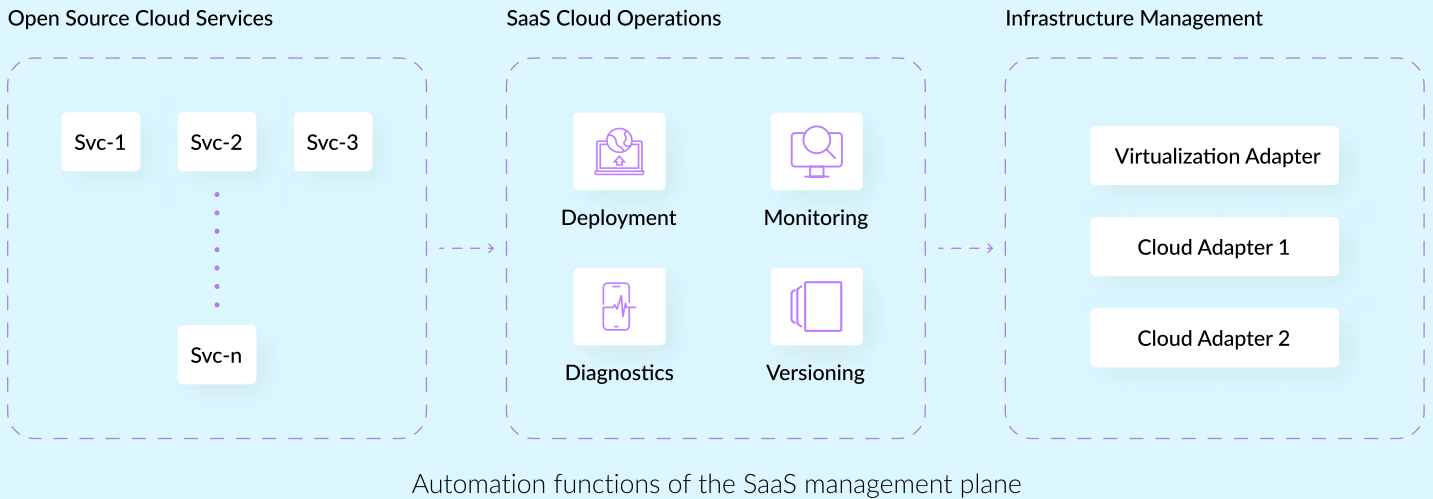 Open Source Cloud Services
SaaS Cloud Operations
Infrastructure Management
Svc-1
Svc-2
Svc-3
Svc-n
Deployment
Monitoring
Diagnostics
Versioning
Virtualization Adapter
Cloud Adapter 1
Cloud Adapter 2
Automation functions of the SaaS management plane